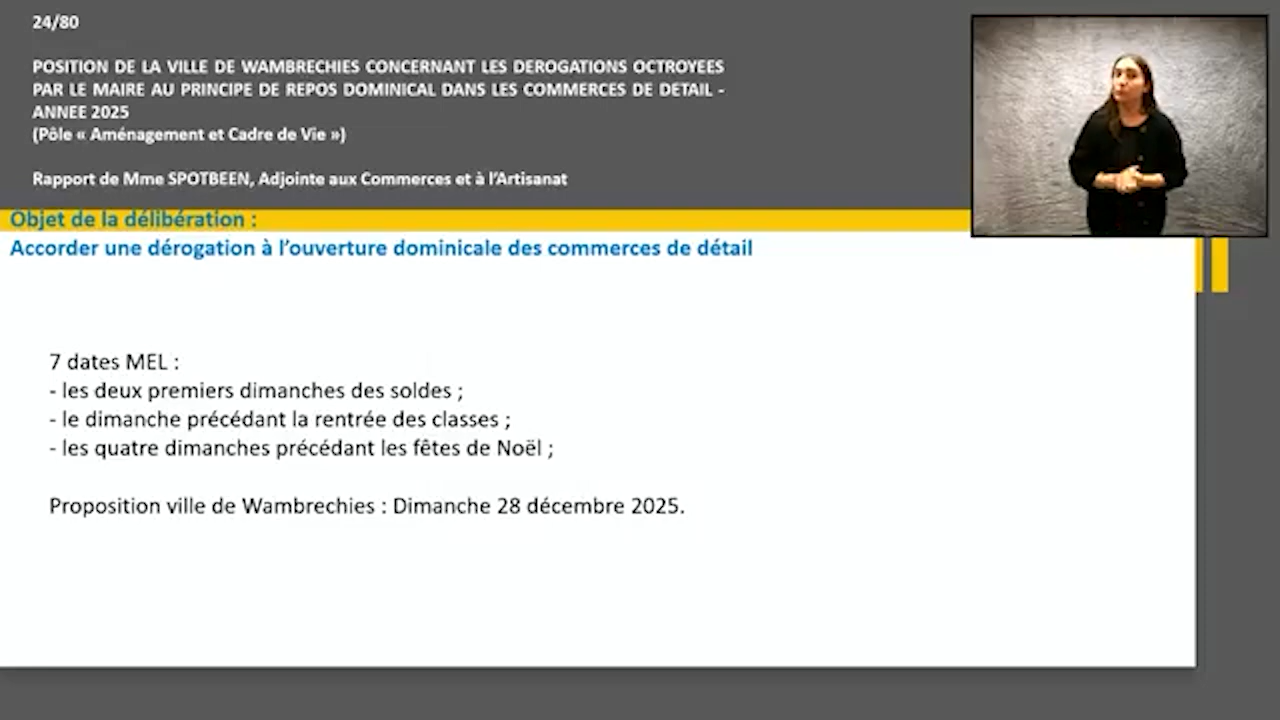 24/80
POSITION DE LA VILLE DE WAMBRECHIES CONCERNANT LES DEROGATIONS OCTROYEES
PAR LE MAIRE AU PRINCIPE DE REPOS DOMINICAL DANS LES COMMERCES DE DETAIL -
ANNEE 2025
(Pôle « Aménagement et Cadre de Vie »)
Rapport de Mme SPOTBEEN, Adjointe aux Commerces et à l'Artisanat
Objet de la délibération :
Accorder une dérogation à l'ouverture dominicale des commerces de détail
7 dates MEL :
- les deux premiers dimanches des soldes ;
- le dimanche précédant la rentrée des classes ;
- les quatre dimanches précédant les fêtes de Noël ;
Proposition ville de Wambrechies : Dimanche 28 décembre 2025.